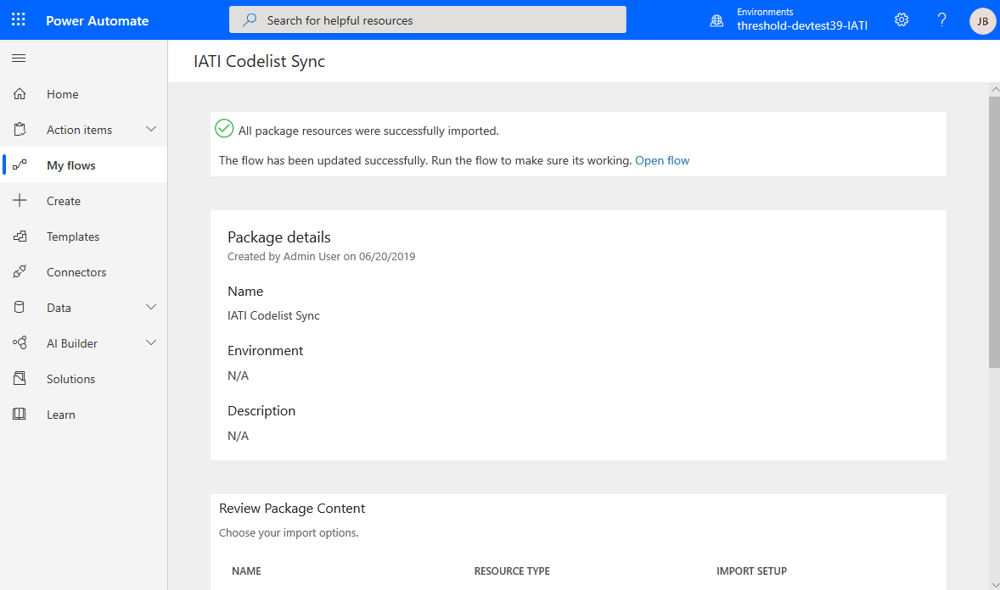 Power Automate
Search for helpful resources
Environments
threshold-devtest39-IATI
?
JB
Home
Action items
My flows
Create
Templates
Connectors
Data
AI Builder
Solutions
Learn
IATI Codelist Sync
All package resources were successfully imported.
The flow has been updated successfully. Run the flow to make sure its working. Open flow
Package details
Created by Admin User on 06/20/2019
Name
IATI Codelist Sync
Environment
N/A
Description
N/A
Review Package Content
Choose your import options.
NAME RESOURCE TYPE IMPORT SETUP